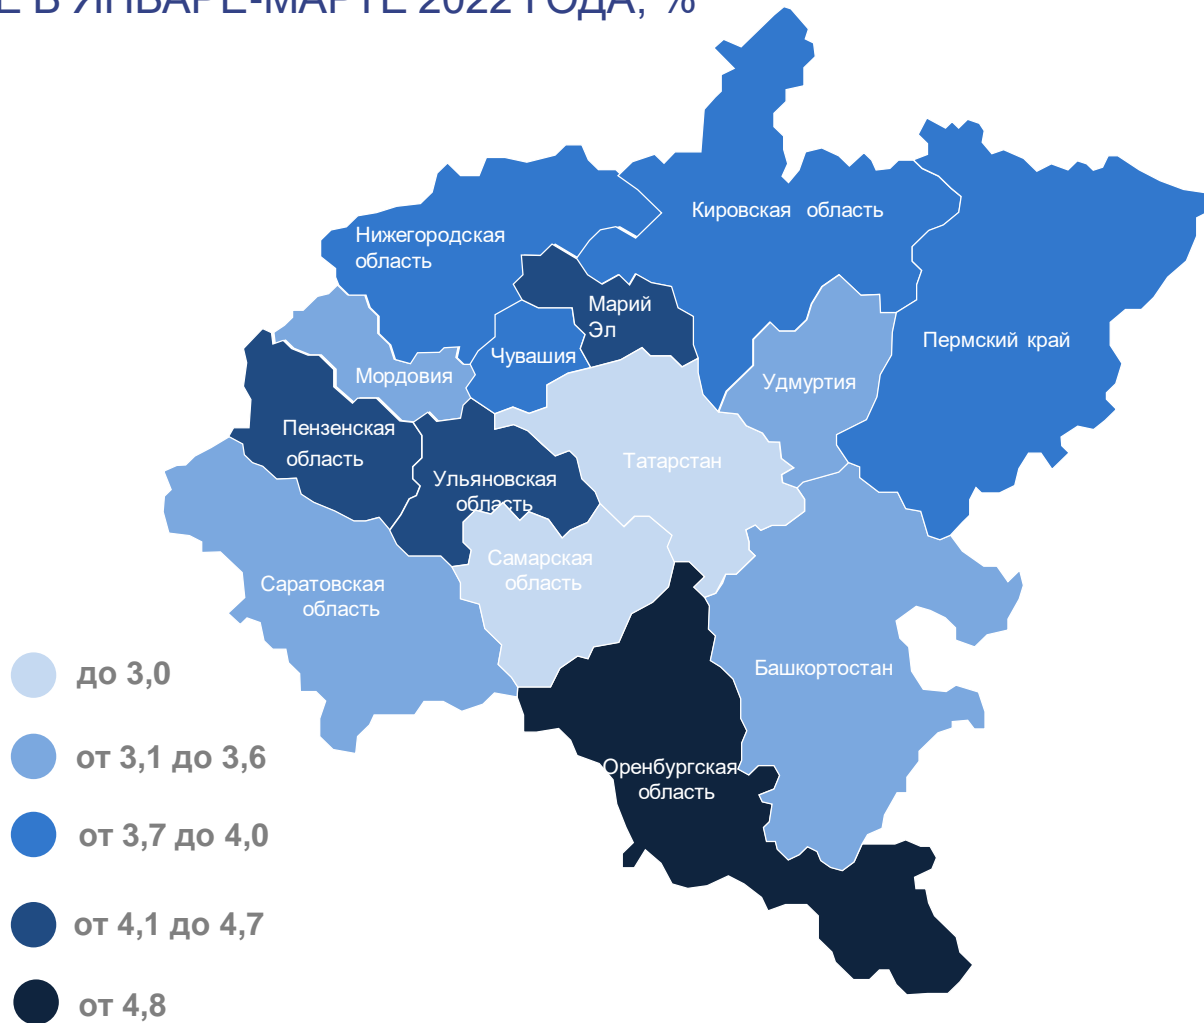 Е В ЯНВАРЕ-МАРТЕ 2022 ГОДА, %
Кировская область
Нижегородская
область
Марий
Эл
Пермский край
Чувашия
Мордовия
Удмуртия
Пензенская
область
Татарстан
Ульяновская
область
Самарская
область
Саратовская
область
Башкортостан
Оренбургская
область
до 3,0
от 3,1 до 3,6
от 3,7 до 4,0
от 4,1 до 4,7
от 4,8